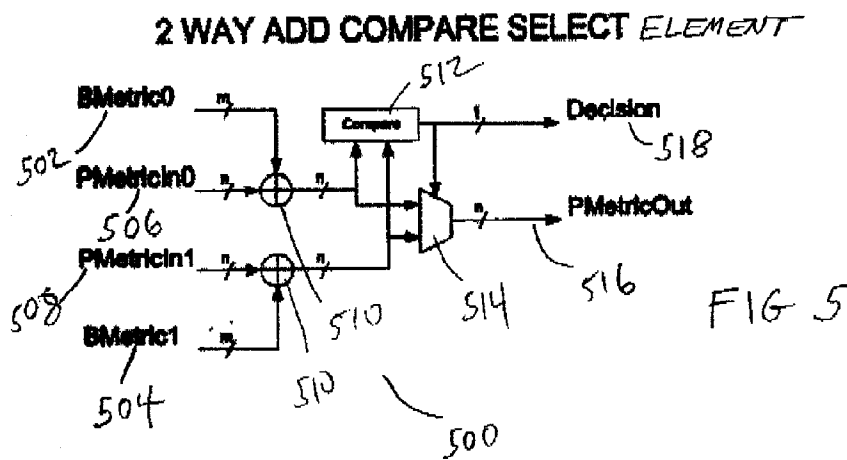 2 WAY ADD COMPARE SELECT ELEMENT
512
BMetric0
m
Compare
1
Decision
502
518
PMetricIn0
n
n
506
n
PMetricOut
PMetricIn1
n
n
508
510
514
516
FIG 5
BMetric1
m
504
510
500